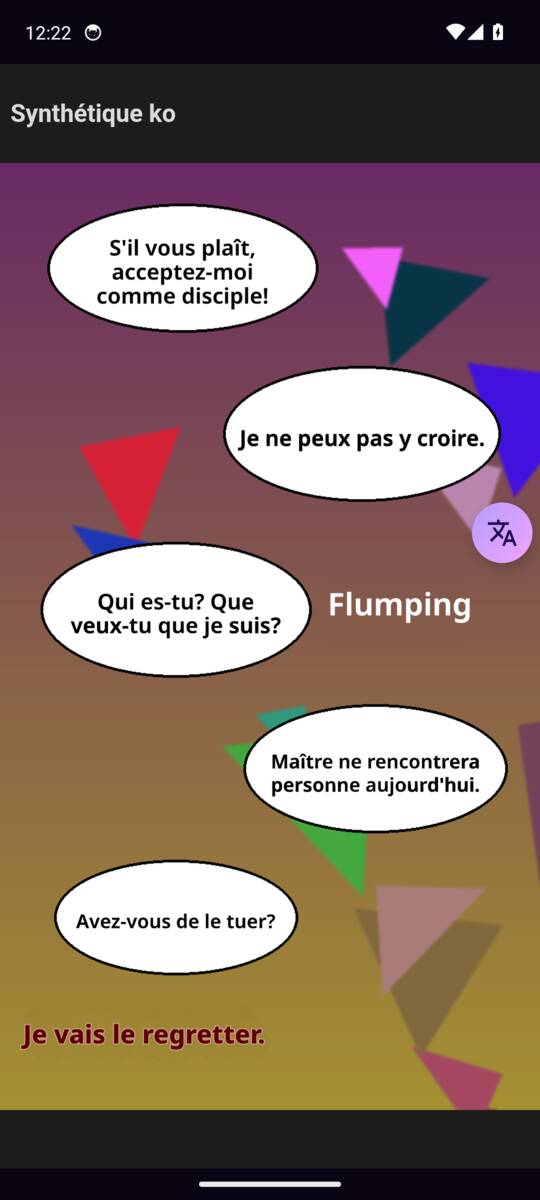 12:22
Synthétique ko
S'il vous plaît,
acceptez-moi
comme disciple!
Je ne peux pas y croire.
Qui es-tu? Que
veux-tu que je suis?
Flumping
Maître ne rencontrera
personne aujourd'hui.
Avez-vous de le tuer?
Je vais le regretter.